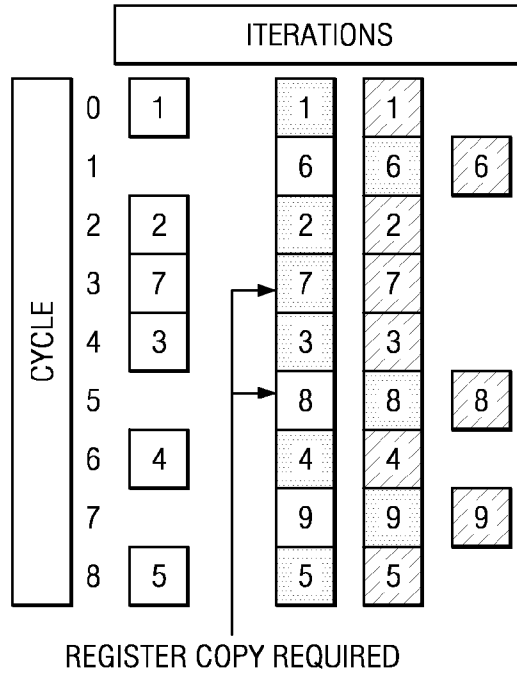 ITERATIONS
CYCLE
0 1 1 1
1 6 6 6
2 2 2 2
3 7 7 7
4 3 3 3
5 8 8 8
6 4 4 4
7 9 9 9
8 5 5 5
REGISTER COPY REQUIRED